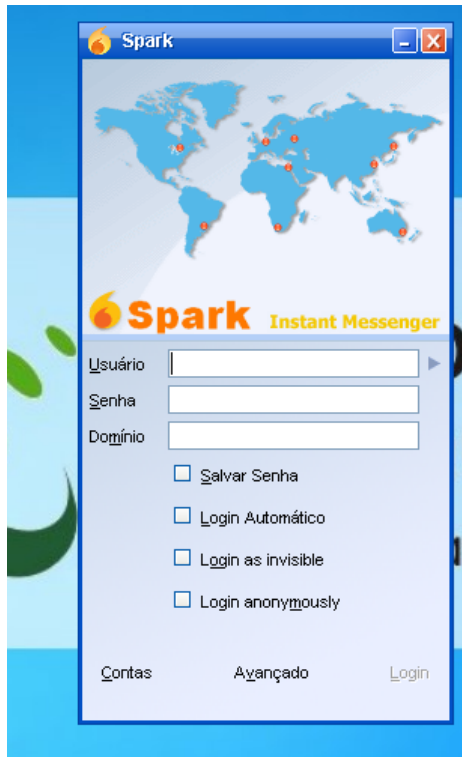 Spark
Spark Instant Messenger
Usuário
Senha
Domínio
Salvar Senha
Login Automático
Login as invisible
Login anonymously
Contas Avançado Login